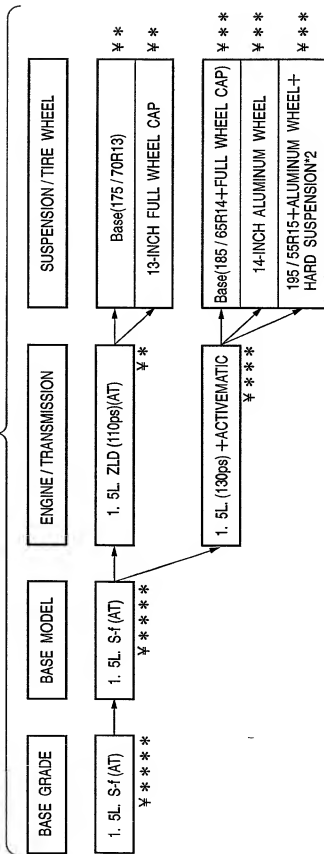 BASE GRADE
1. 5L. S-f (AT)
¥*****
BASE MODEL
1. 5L. S-f (AT)
¥*****
ENGINE / TRANSMISSION
1. 5L. ZLD (110ps)(AT)
¥*
1. 5L. (130ps) +ACTIVEMATIC
¥****
SUSPENSION / TIRE WHEEL
Base(175 / 70R13)
¥*
13-INCH FULL WHEEL CAP
¥**
Base(185 / 65R14+FULL WHEEL CAP)
¥***
14-INCH ALUMINUM WHEEL
¥***
195 / 55R15+ALUMINUM WHEEL+
HARD SUSPENSION*2
¥***